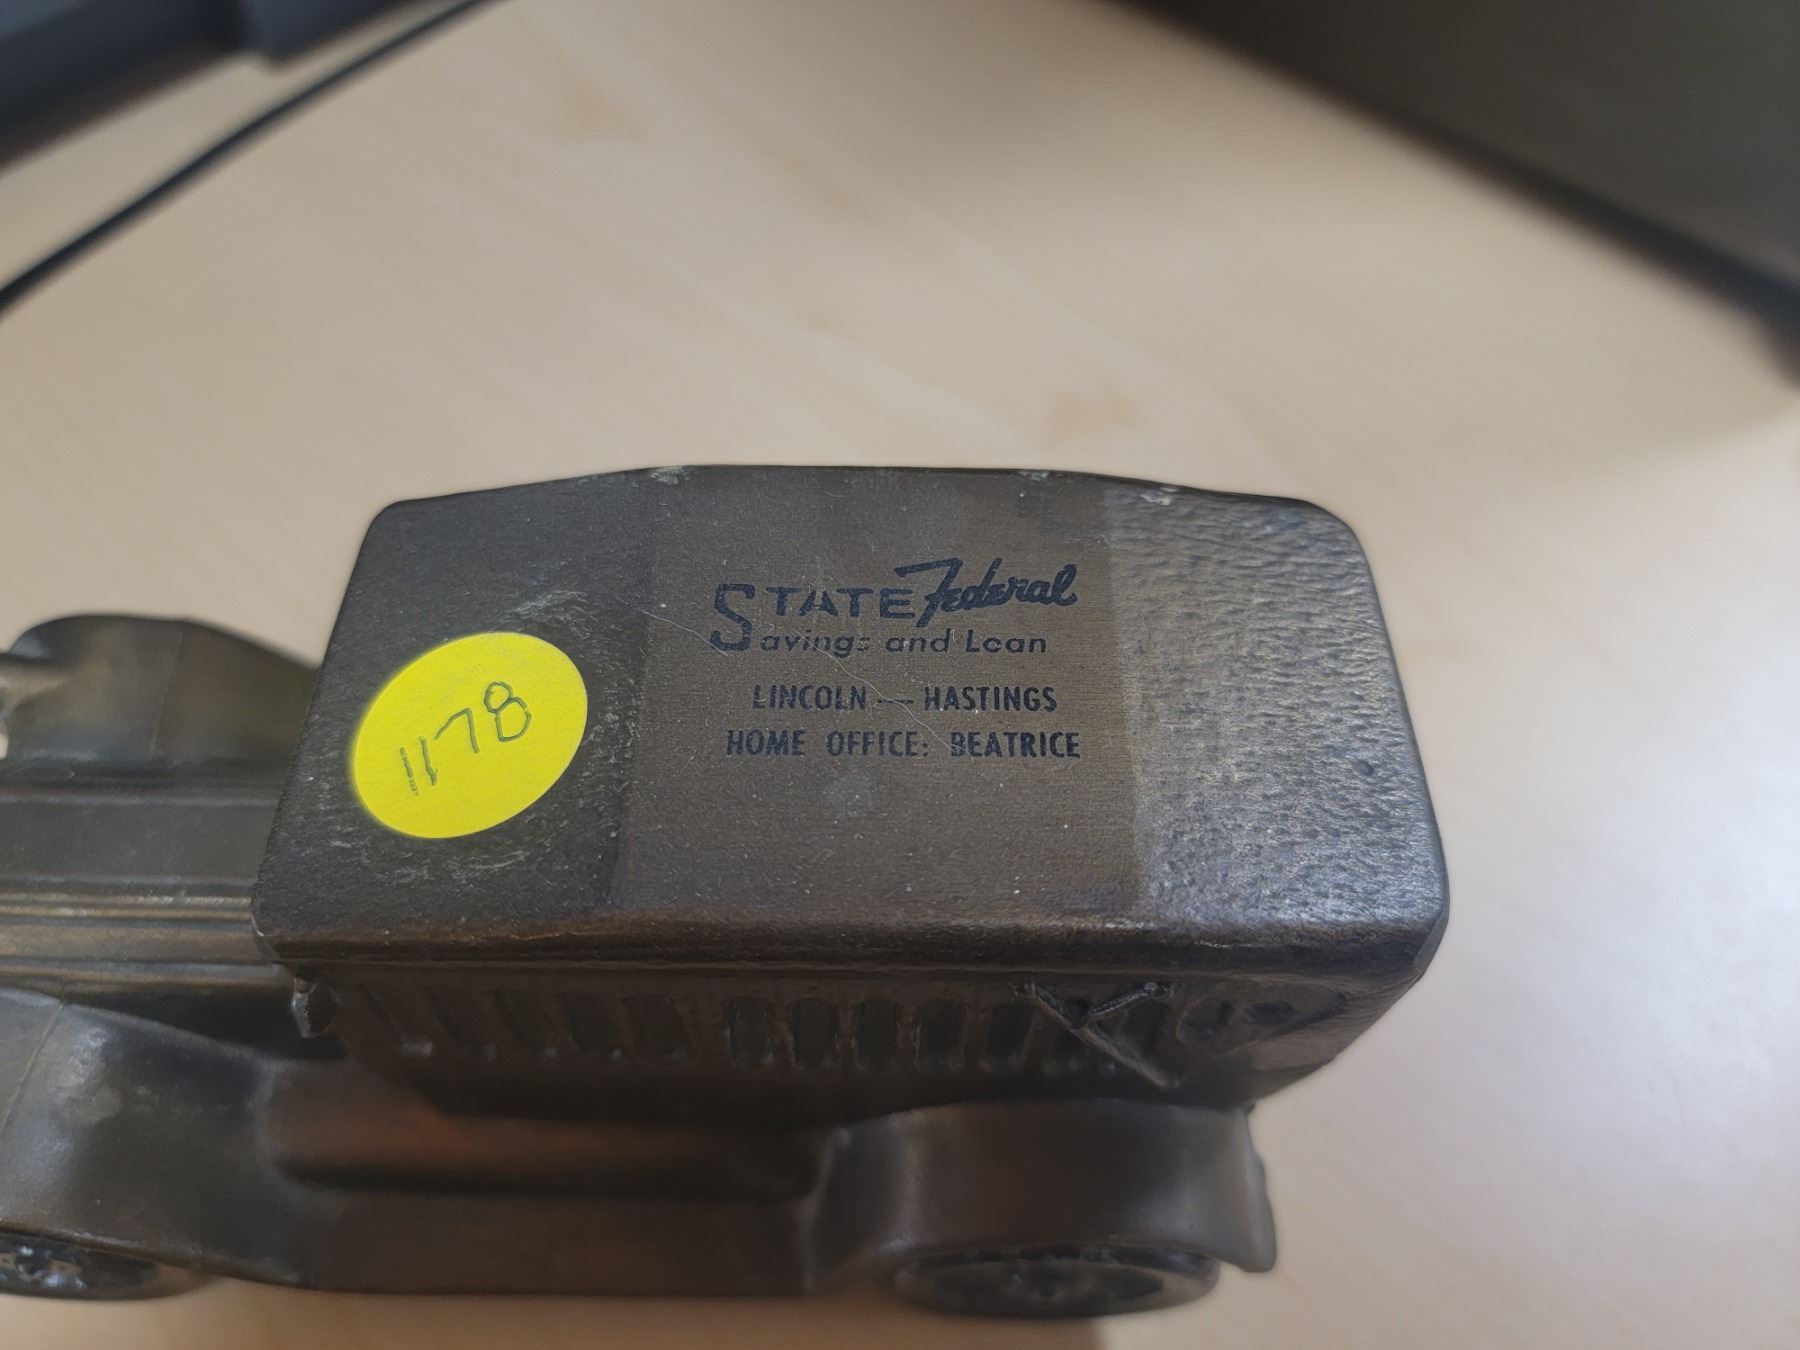 STATE Federal
Savings and Loan
LINCOLN — HASTINGS
HOME OFFICE: BEATRICE
1178